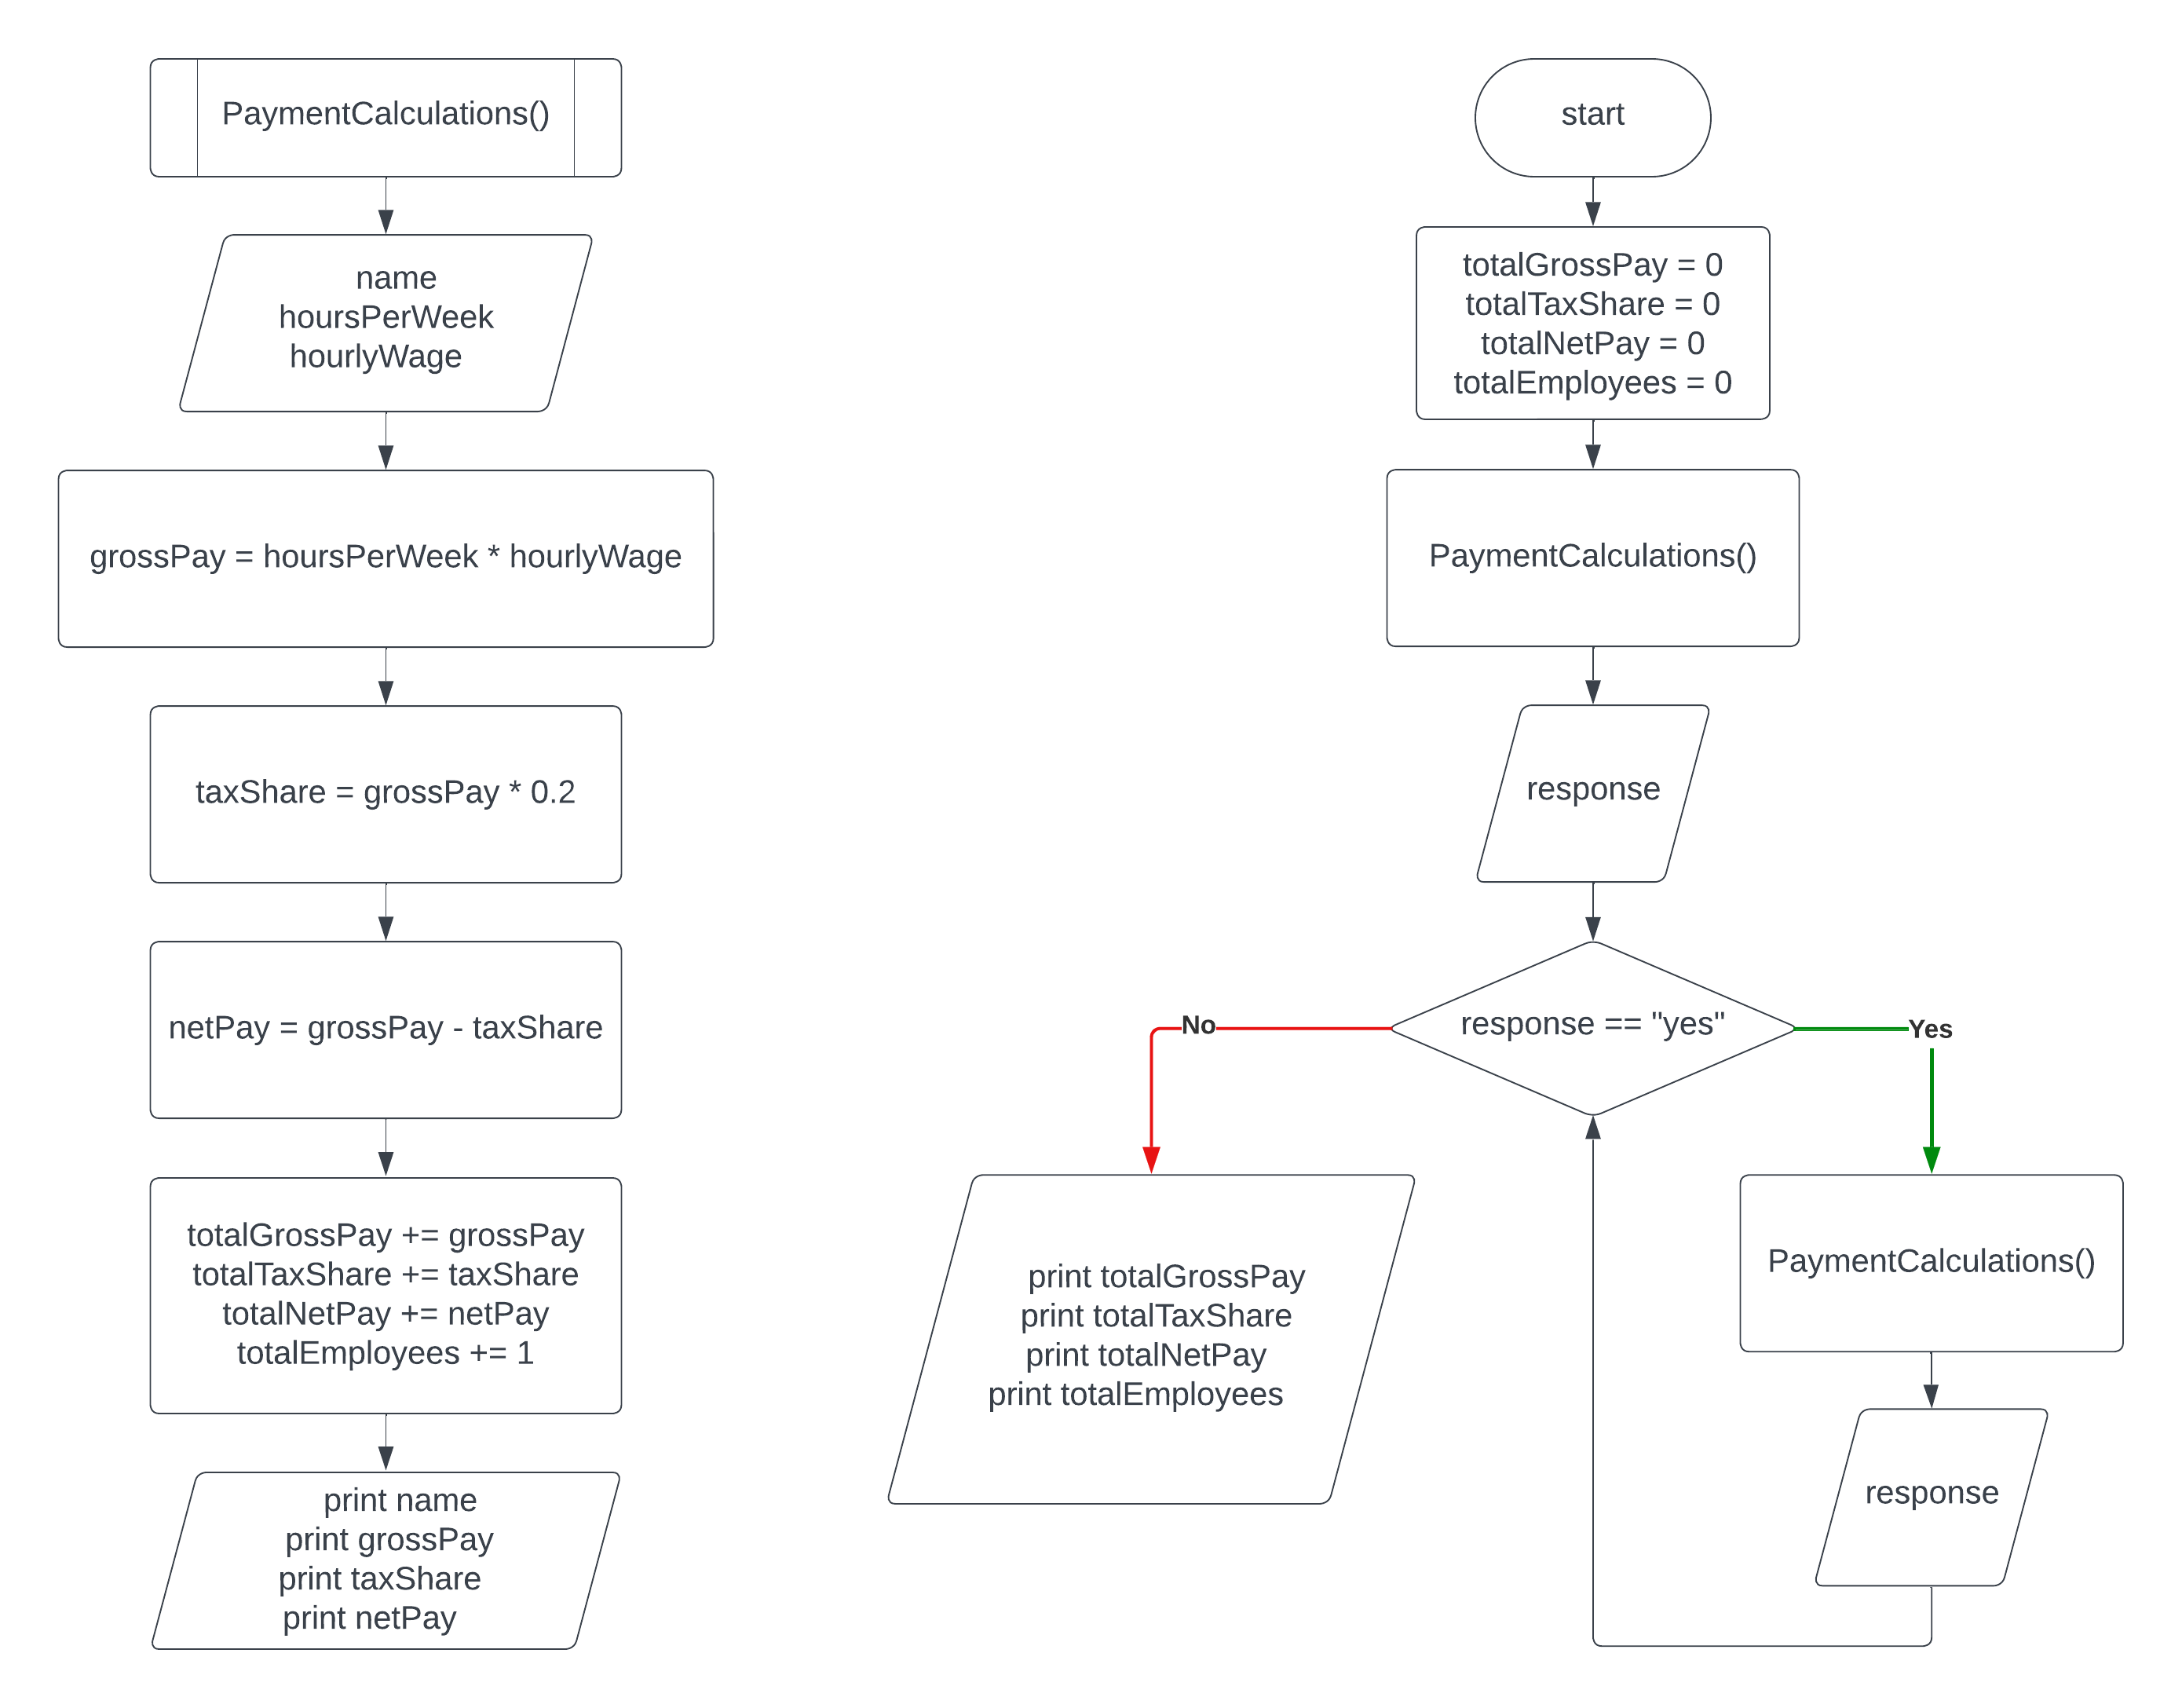 PaymentCalculations()
name
hoursPerWeek
hourlyWage
grossPay = hoursPerWeek * hourlyWage
taxShare = grossPay * 0.2
netPay = grossPay - taxShare
totalGrossPay += grossPay
totalTaxShare += taxShare
totalNetPay += netPay
totalEmployees += 1
print name
print grossPay
print taxShare
print netPay
start
totalGrossPay = 0
totalTaxShare = 0
totalNetPay = 0
totalEmployees = 0
PaymentCalculations()
response
response == "yes"
No
Yes
print totalGrossPay
print totalTaxShare
print totalNetPay
print totalEmployees
PaymentCalculations()
response